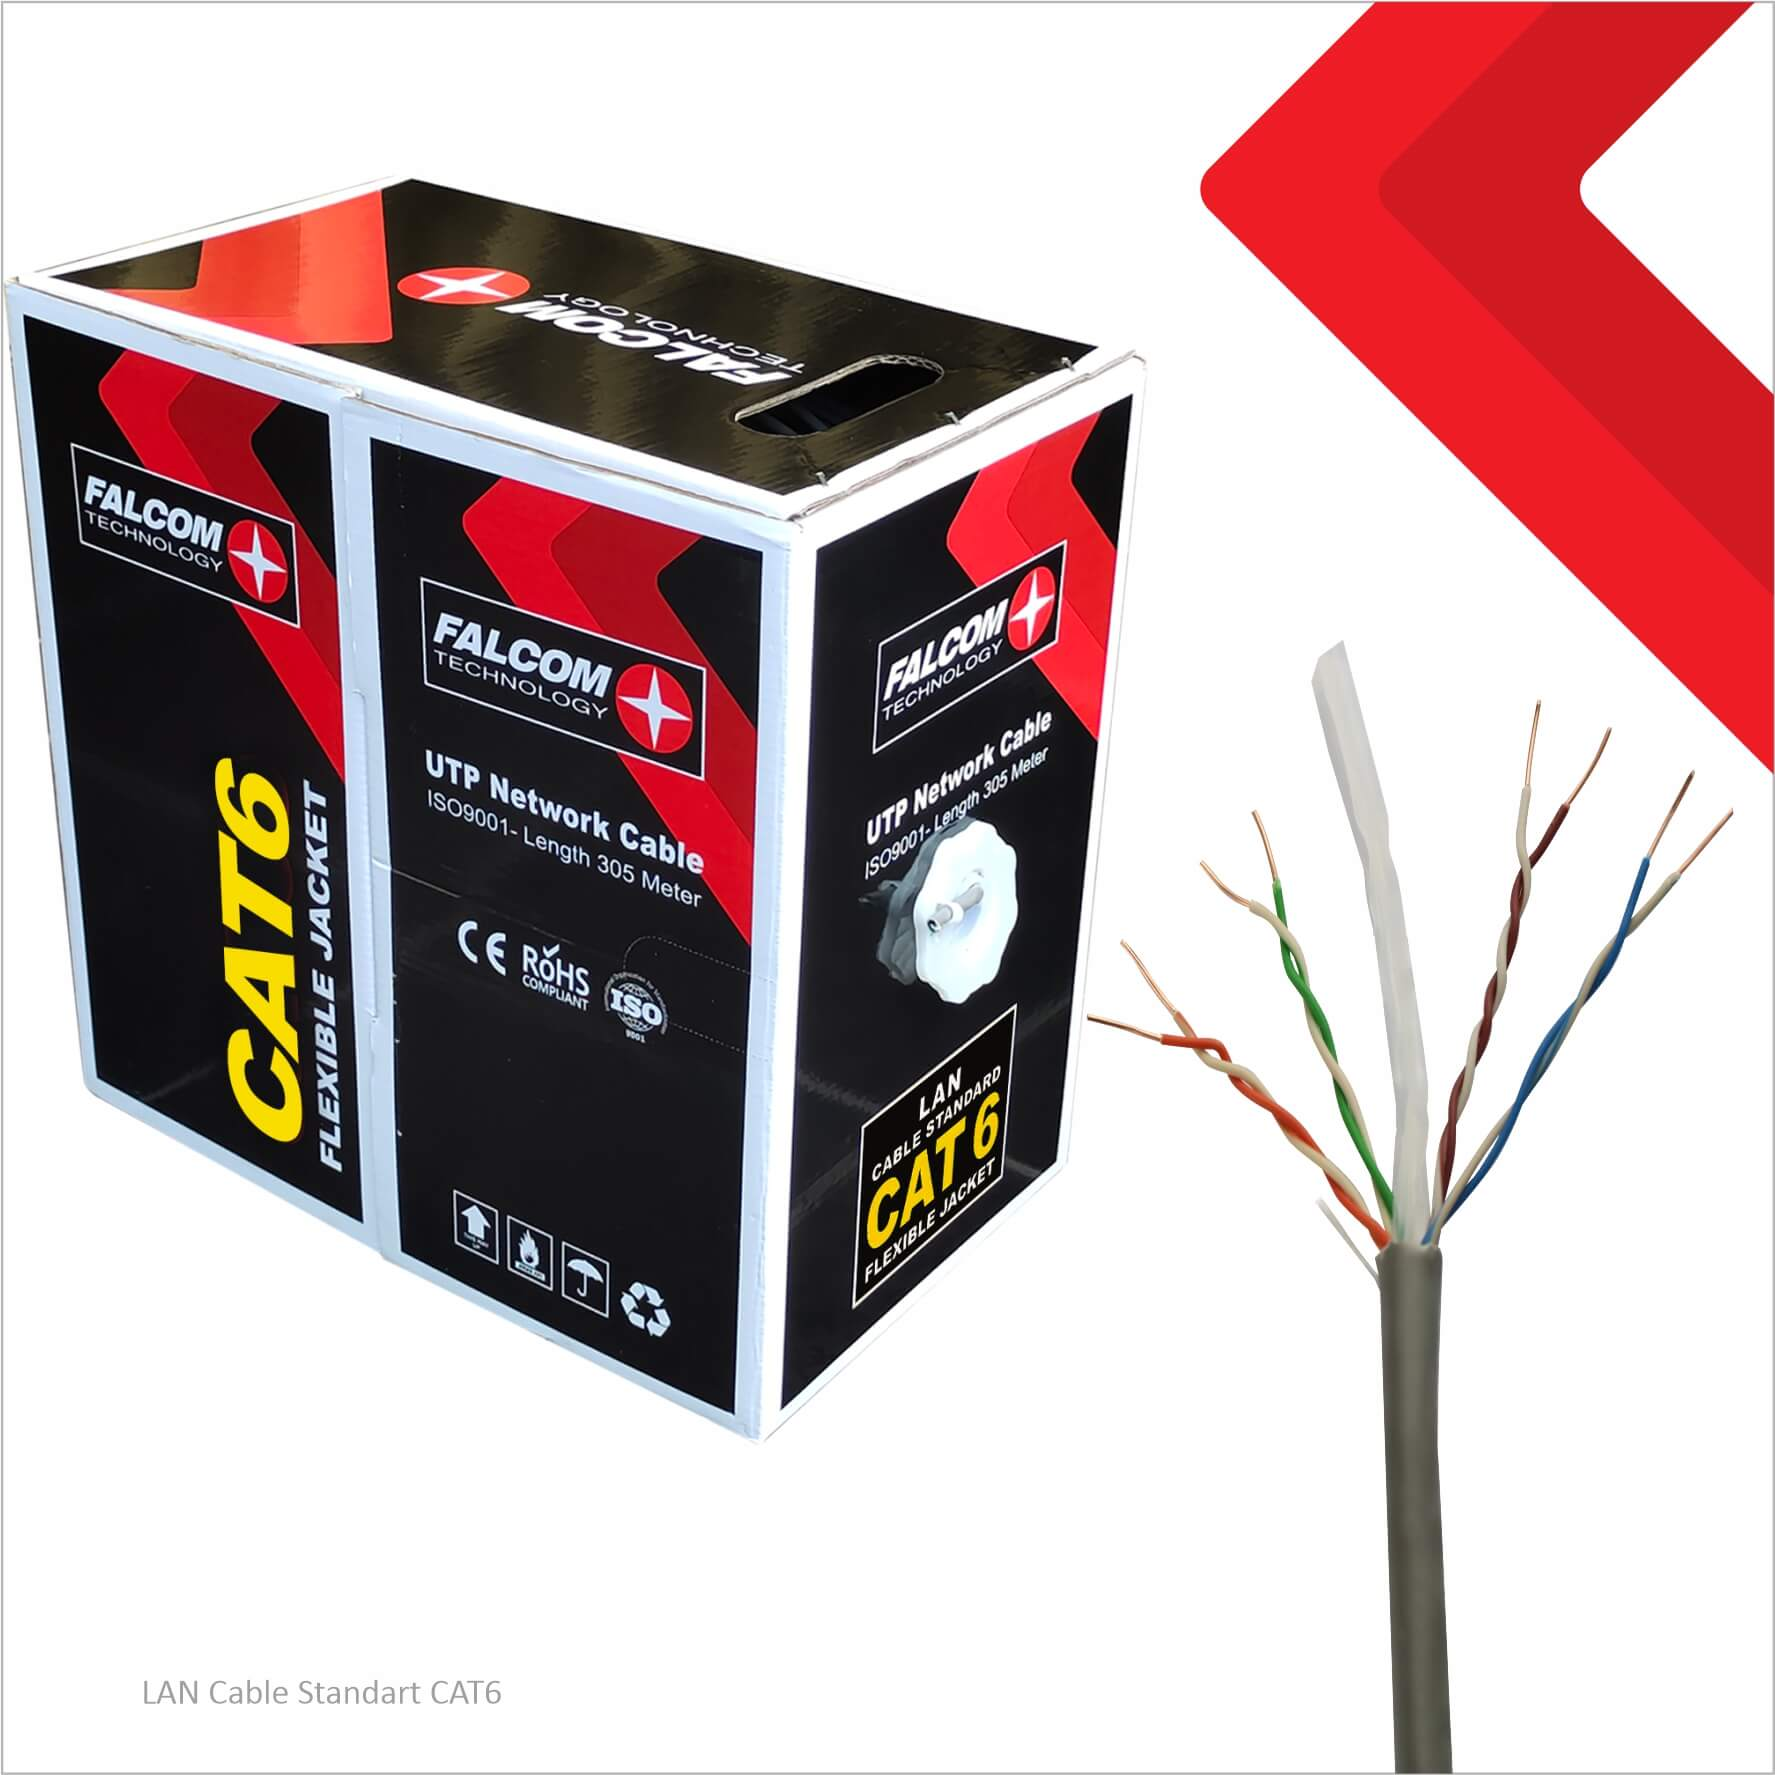 FALCOM
TECHNOLOGY
FALCOM
TECHNOLOGY
CAT6
FLEXIBLE JACKET
FALCOM
TECHNOLOGY
UTP Network Cable
ISO9001- Length 305 Meter
CE
RoHS
COMPLIANT
ISO
9001
FALCOM
TECHNOLOGY
UTP Network Cable
ISO9001- Length 305 Meter
LAN
CABLE STANDARD
CAT 6
FLEXIBLE JACKET
LAN Cable Standart CAT6